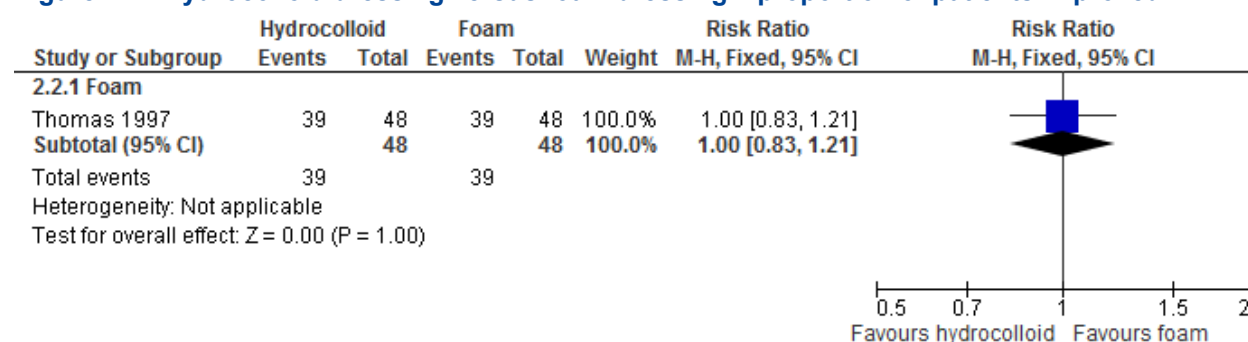 Hydrocolloid Foam Risk Ratio Risk Ratio
Study or Subgroup Events Total Events Total Weight M-H, Fixed, 95% CI M-H, Fixed, 95% CI
2.2.1 Foam
Thomas 1997 39 48 39 48 100.0% 1.00 [0.83, 1.21]
Subtotal (95% CI) 48 48 100.0% 1.00 [0.83, 1.21]
Total events 39 39
Heterogeneity: Not applicable
Test for overall effect: Z = 0.00 (P = 1.00)
0.5 0.7 1 1.5 2
Favours hydrocolloid Favours foam